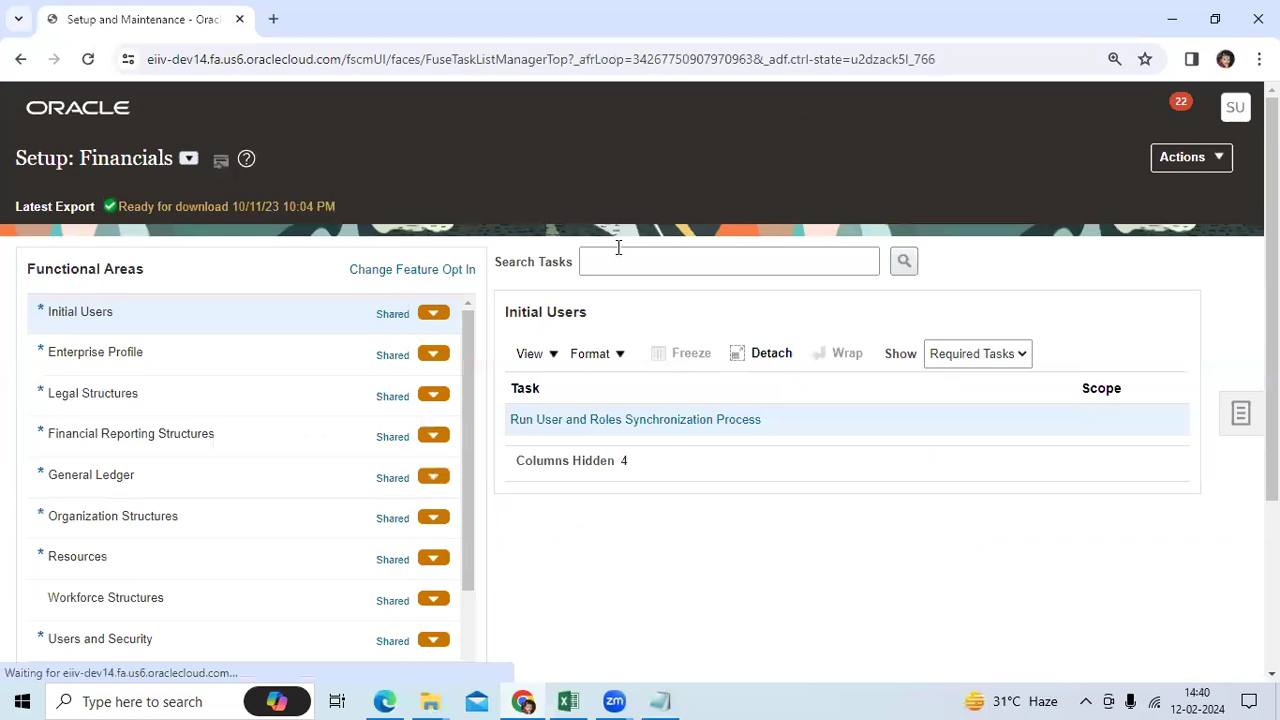 Setup and Maintenance - Orac
eiiv-dev14.fa.us6.oraclecloud.com/fscmUI/faces/FuseTaskListManagerTop?_afrLoop=34267750907970963&_adf.ctrl-state=u2dzack5l_766
ORACLE
22
SU
Setup: Financials
Actions
Latest Export Ready for download 10/11/23 10:04 PM
Functional Areas
Change Feature Opt In
* Initial Users Shared
* Enterprise Profile Shared
* Legal Structures Shared
* Financial Reporting Structures Shared
* General Ledger Shared
* Organization Structures Shared
* Resources Shared
Workforce Structures Shared
* Users and Security Shared
Search Tasks
Initial Users
View Format Freeze Detach Wrap Show Required Tasks
Task Scope
Run User and Roles Synchronization Process
Columns Hidden 4
Waiting for eiiv-dev14.fa.us6.oraclecloud.com...
Type here to search
zm
31°C Haze
14:40
12-02-2024